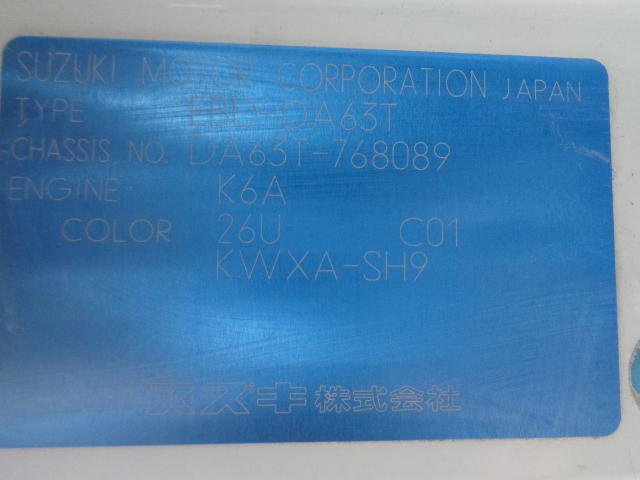 SUZUKI MOTOR CORPORATION JAPAN
TYPE EBD-DA63T
CHASSIS NO. DA63T-768089
ENGINE K6A
COLOR 26U C01
KWXA-SH9
スズキ株式会社